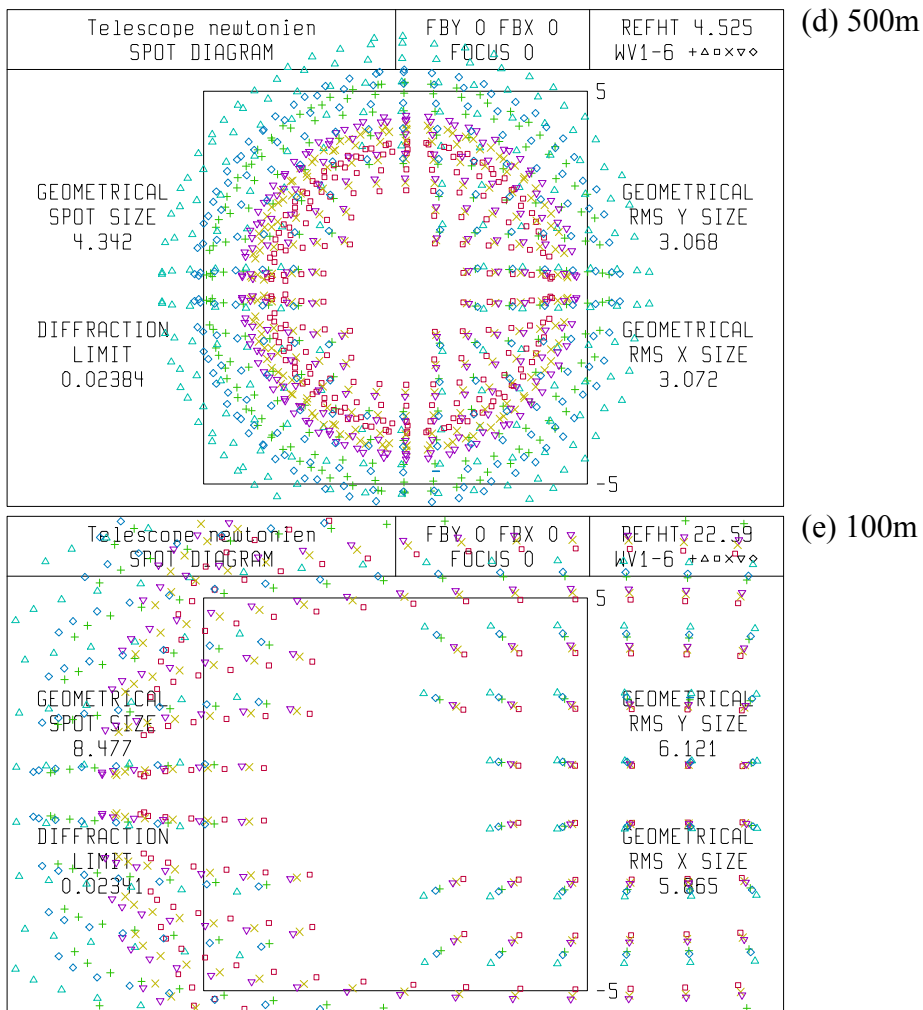 Telescope newtonien
SPOT DIAGRAM
FBY 0 FBX 0
FOCUS 0
REFHT 4.525
WV1-6 +△□×▽◇
(d) 500m
5
GEOMETRICAL
SPOT SIZE
4.342
GEOMETRICAL
RMS Y SIZE
3.068
DIFFRACTION
LIMIT
0.02384
GEOMETRICAL
RMS X SIZE
3.072
-5
Telescope newtonien
SPOT DIAGRAM
FBY 0 FBX 0
FOCUS 0
REFHT 22.59
WV1-6 +△□×▽◇
(e) 100m
5
GEOMETRICAL
SPOT SIZE
8.477
GEOMETRICAL
RMS Y SIZE
6.121
DIFFRACTION
LIMIT
0.02341
GEOMETRICAL
RMS X SIZE
5.865
-5